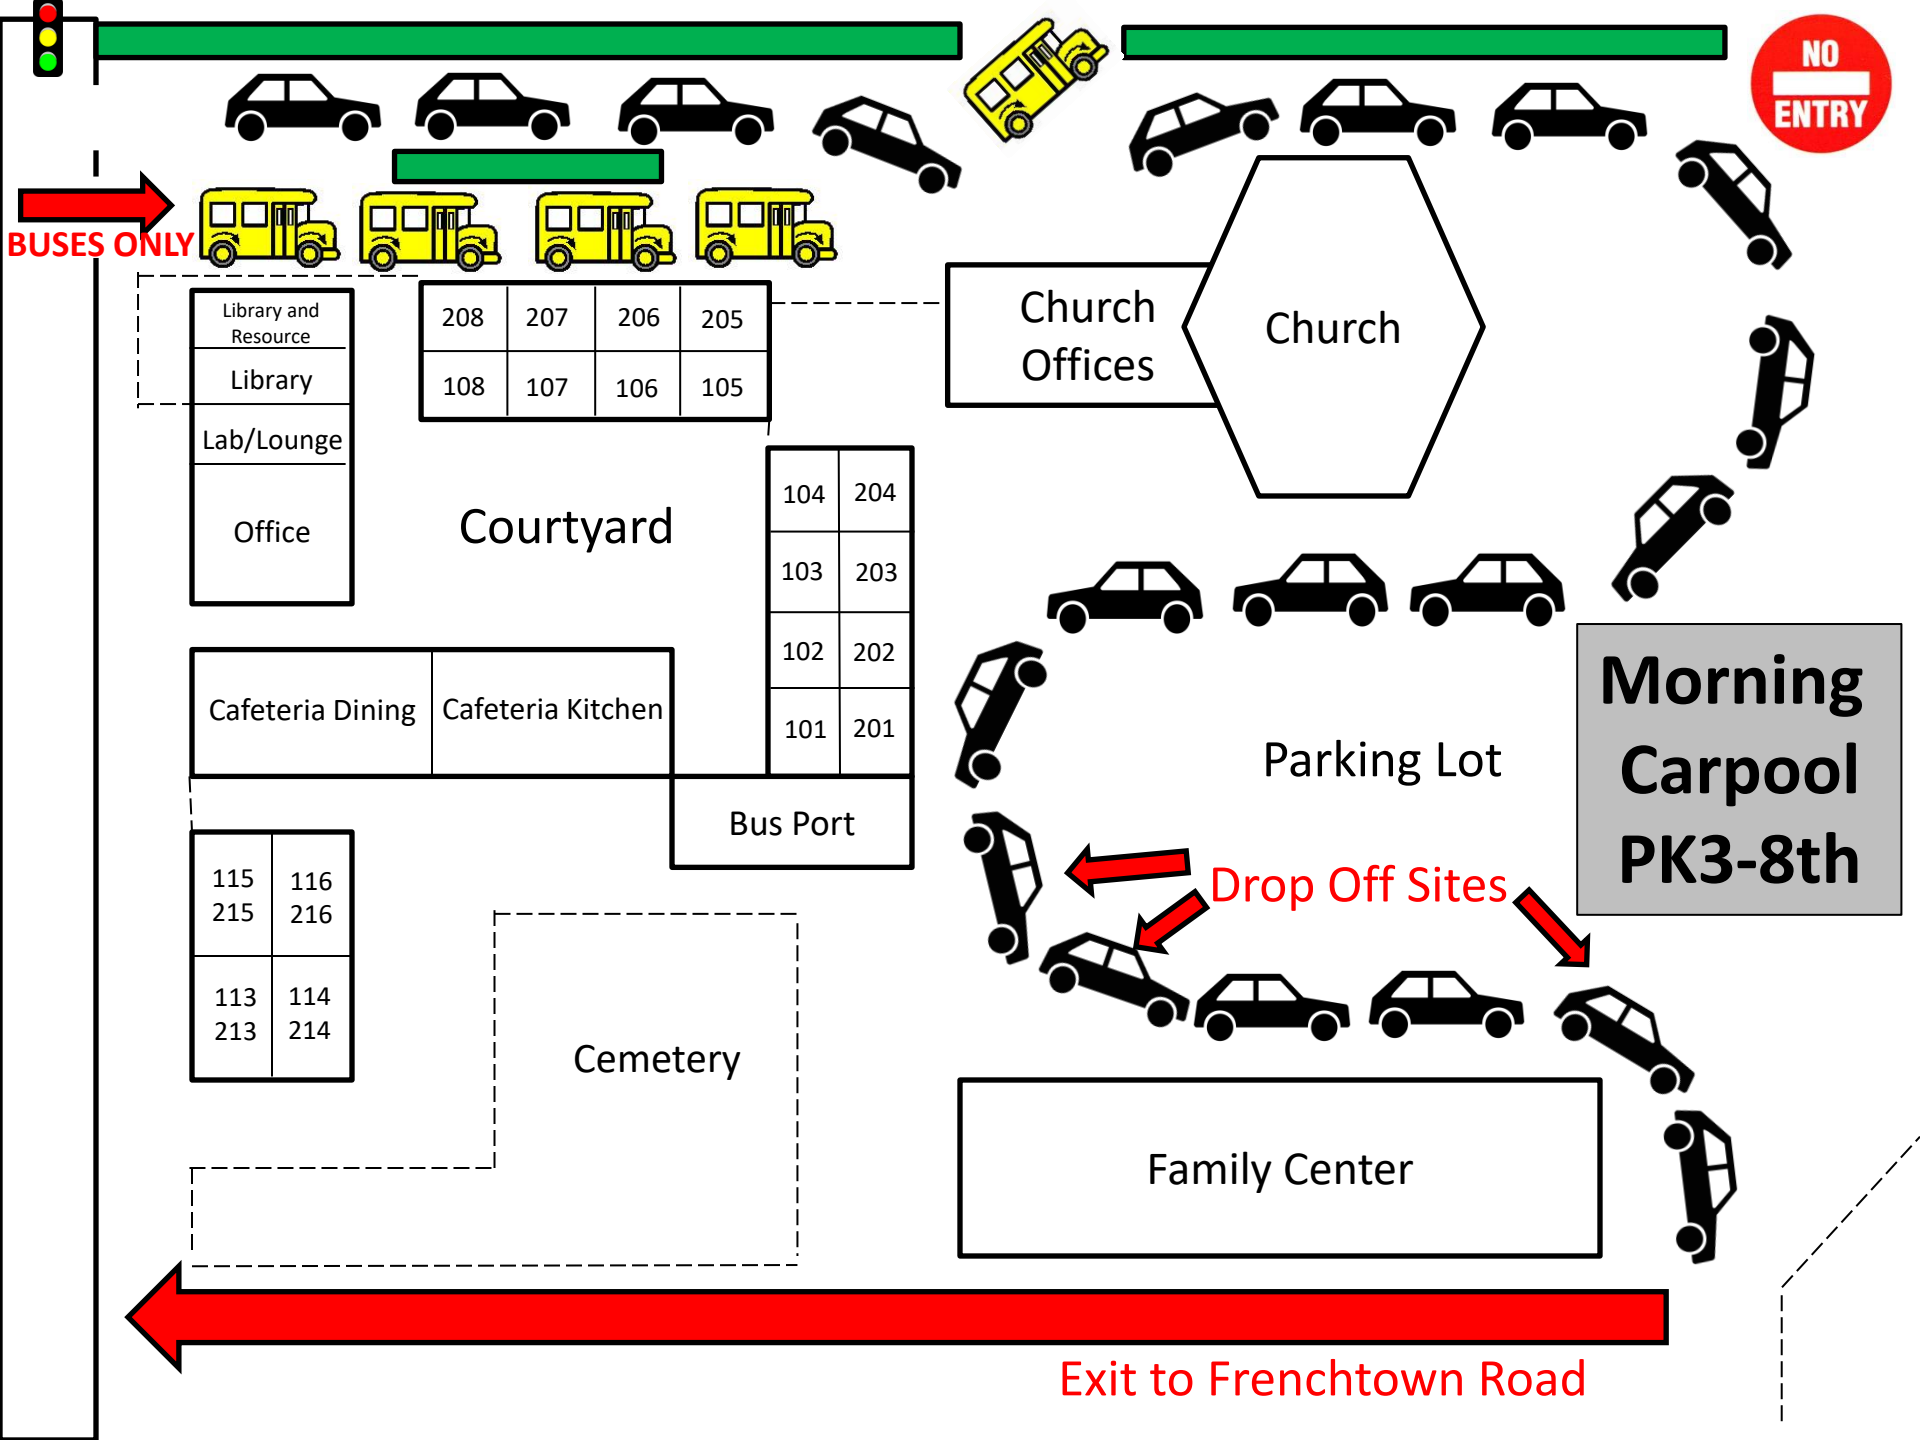 NO
ENTRY
BUSES ONLY
Library and
Resource
Library
Lab/Lounge
Office
208
207
206
205
108
107
106
105
Church
Offices
Church
Courtyard
104
204
103
203
102
202
101
201
Cafeteria Dining
Cafeteria Kitchen
Bus Port
Parking Lot
Morning
Carpool
PK3-8th
Drop Off Sites
115
215
116
216
113
213
114
214
Cemetery
Family Center
Exit to Frenchtown Road